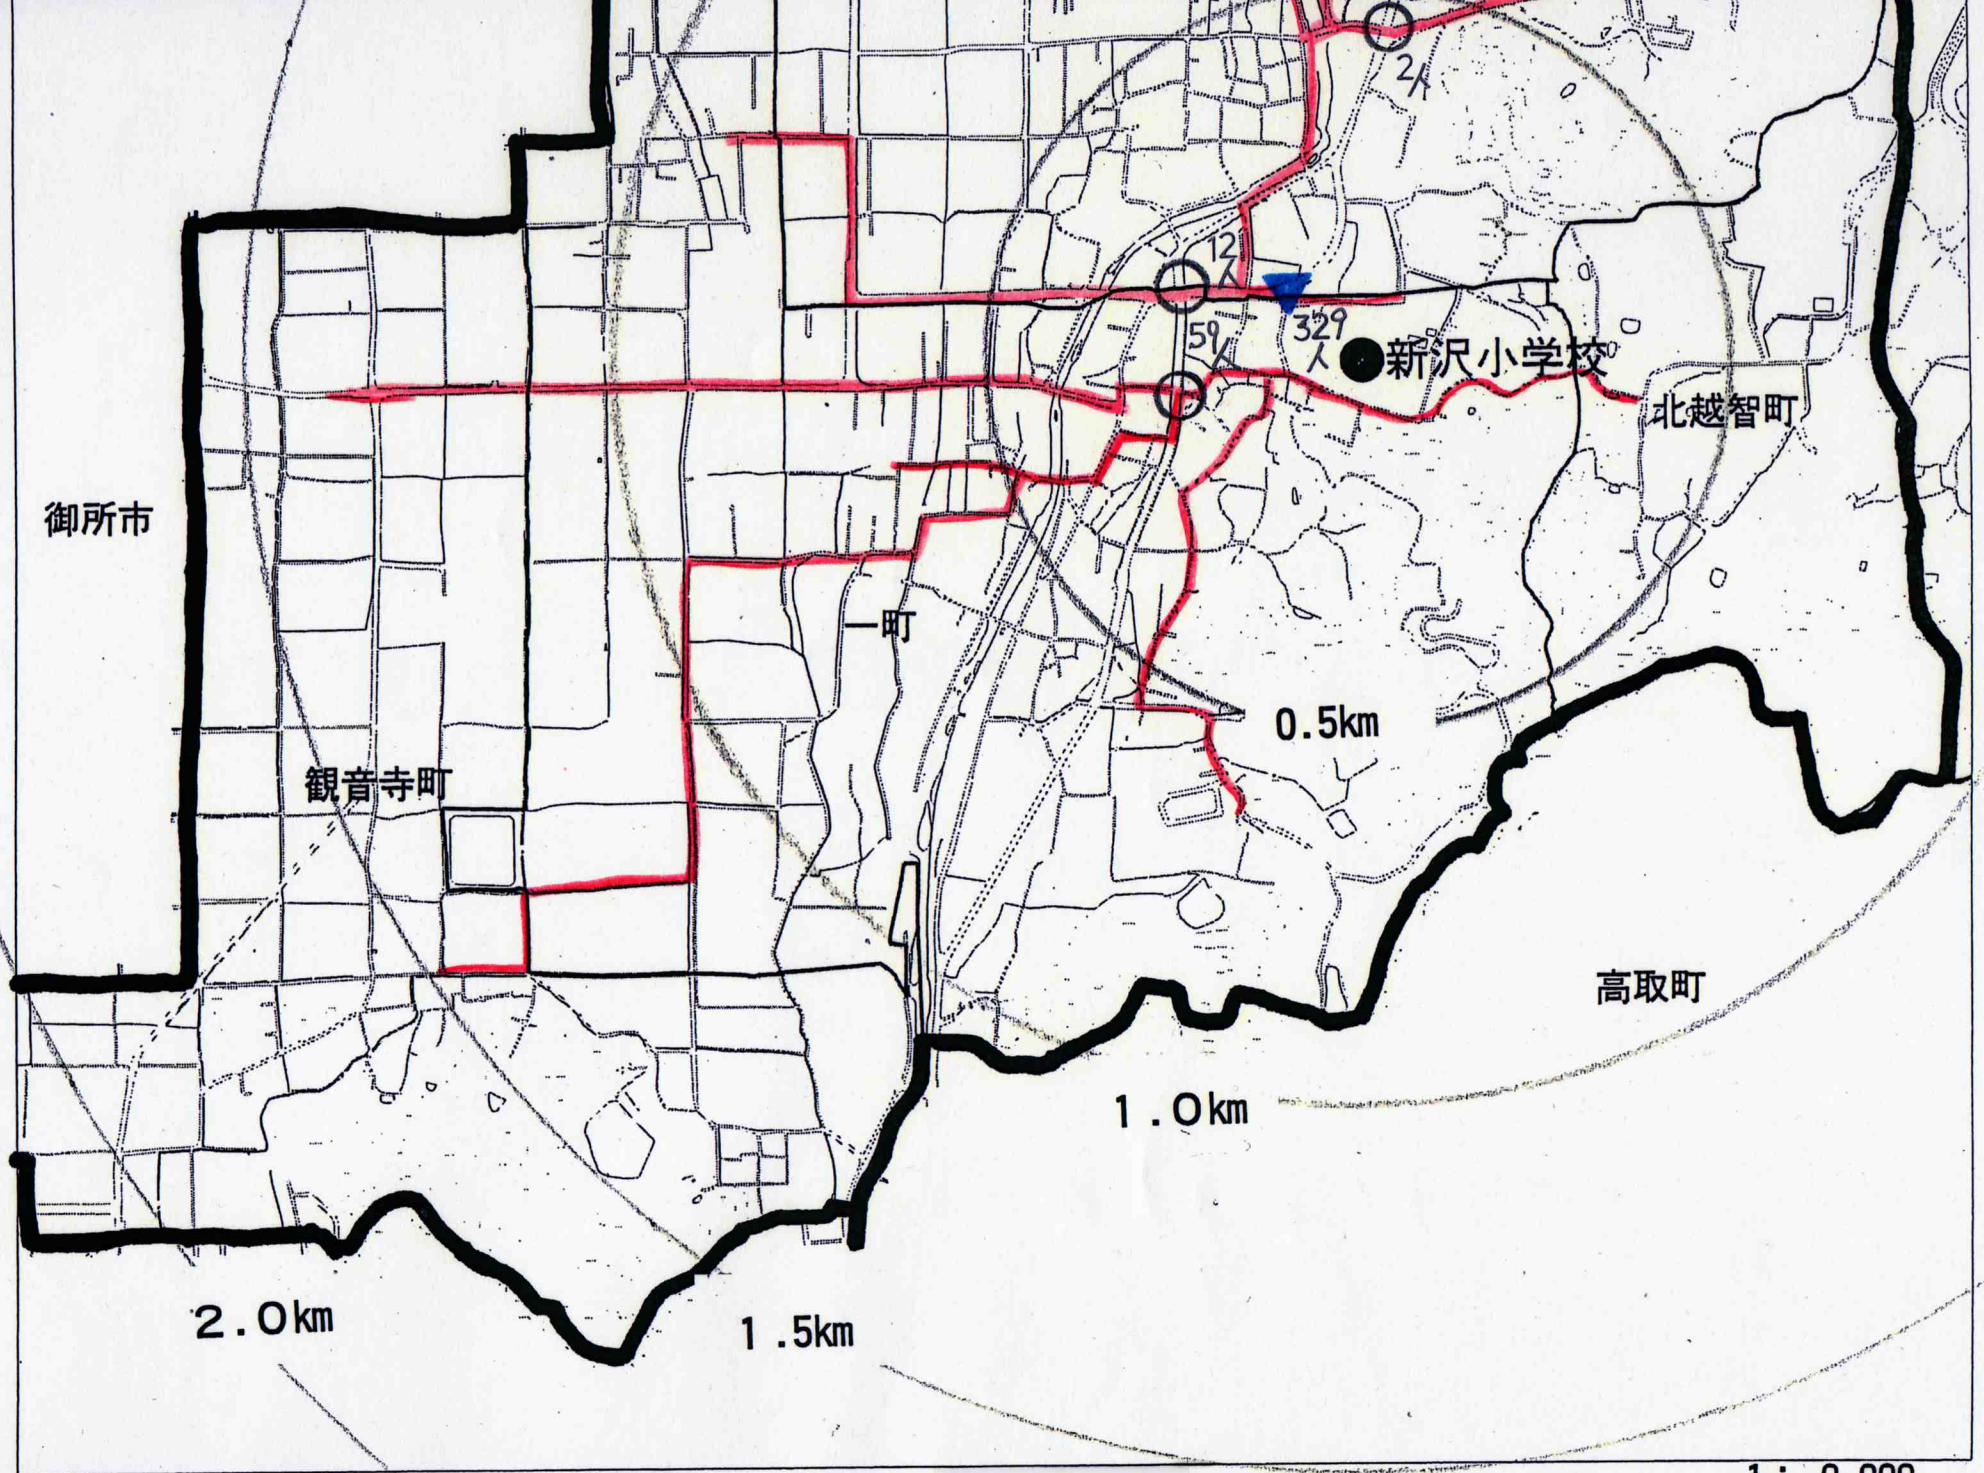 2人
12人
59人
329人
新沢小学校
北越智町
御所市
一町
0.5km
観音寺町
高取町
1.0km
2.0km
1.5km